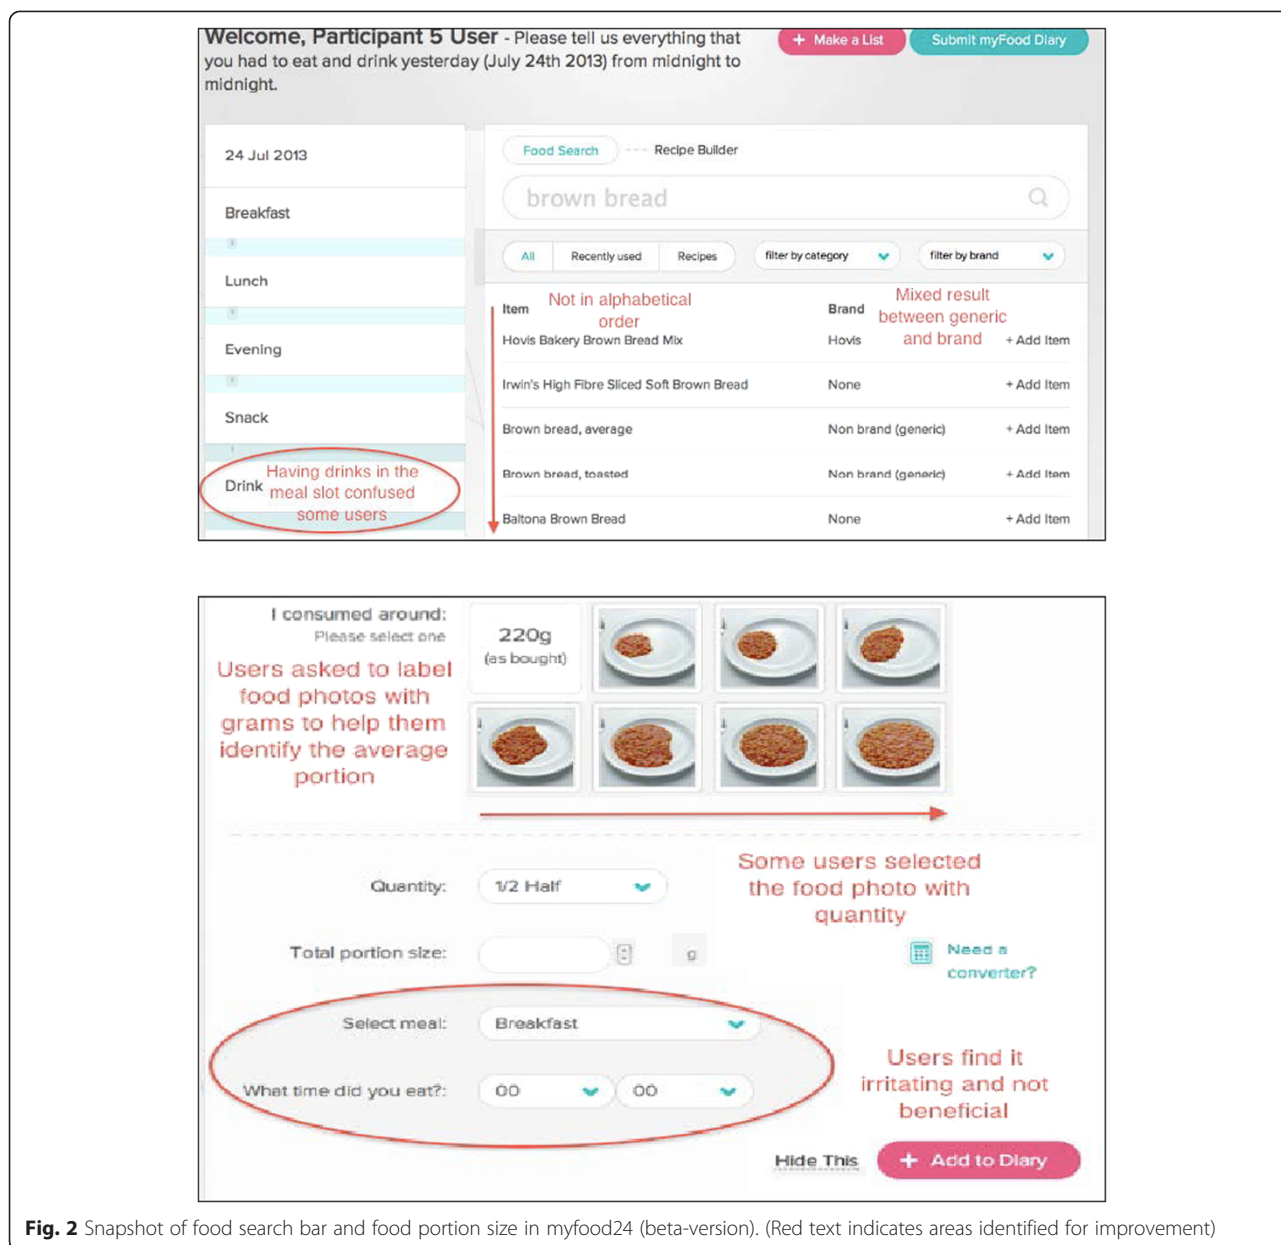 Welcome, Participant 5 User - Please tell us everything that
you had to eat and drink yesterday (July 24th 2013) from midnight to
midnight.
+ Make a List
Submit myFood Diary
24 Jul 2013
Breakfast
Lunch
Evening
Snack
Drink
Having drinks in the
meal slot confused
some users
Food Search --- Recipe Builder
brown bread
All Recently used Recipes filter by category filter by brand
Item
Not in alphabetical
order
Brand
Mixed result
between generic
and brand
Hovis Bakery Brown Bread Mix Hovis + Add Item
Irwin's High Fibre Sliced Soft Brown Bread None + Add Item
Brown bread, average Non brand (generic) + Add Item
Brown bread, toasted Non brand (generic) + Add Item
Baltona Brown Bread None + Add Item
I consumed around:
Please select one
220g
(as bought)
Users asked to label
food photos with
grams to help them
identify the average
portion
Some users selected
the food photo with
quantity
Quantity: 1/2 Half
Total portion size: g
Need a
converter?
Select meal: Breakfast
What time did you eat?: 00 00
Users find it
irritating and not
beneficial
Hide This + Add to Diary
Fig. 2 Snapshot of food search bar and food portion size in myfood24 (beta-version). (Red text indicates areas identified for improvement)